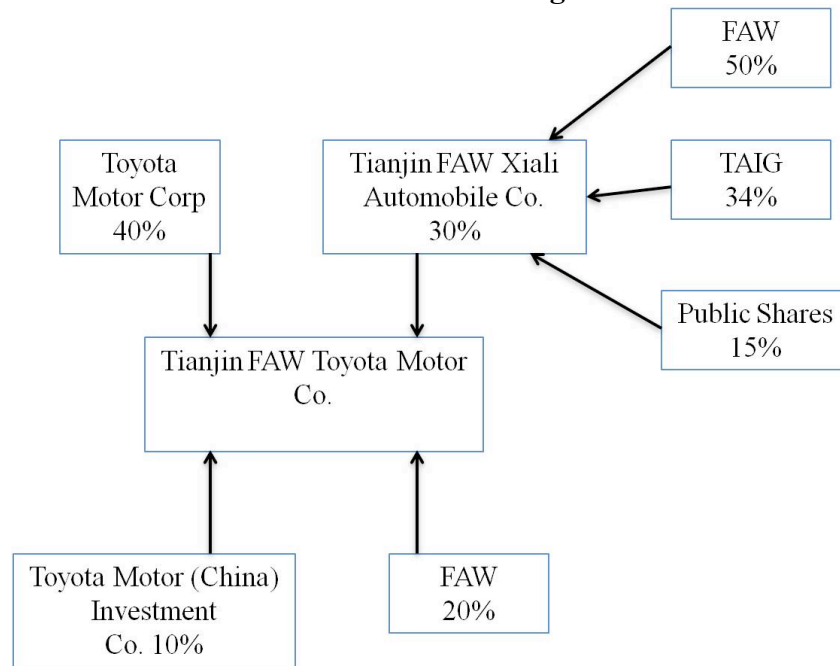 FAW
50%
Toyota
Motor Corp
40%
Tianjin FAW Xiali
Automobile Co.
30%
TAIG
34%
Public Shares
15%
Tianjin FAW Toyota Motor
Co.
Toyota Motor (China)
Investment
Co. 10%
FAW
20%